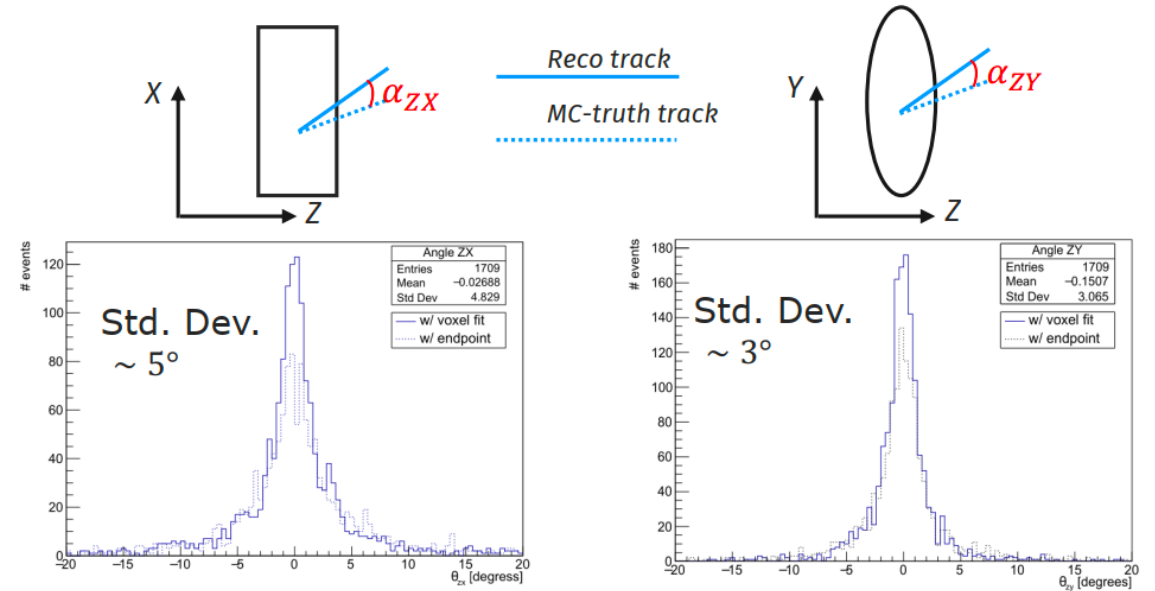 X
α_ZX
Z
Reco track
MC-truth track
Y
α_ZY
Z
# events
Angle ZX
Entries 1709
Mean −0.02688
Std Dev 4.829
w/ voxel fit
w/ endpoint
Std. Dev.
~ 5°
120
100
80
60
40
20
0
−20 −15 −10 −5 0 5 10 15 20
θzx [degress]
# events
Angle ZY
Entries 1709
Mean −0.1507
Std Dev 3.065
w/ voxel fit
w/ endpoint
Std. Dev.
~ 3°
180
160
140
120
100
80
60
40
20
0
−20 −15 −10 −5 0 5 10 15 20
θzy [degrees]